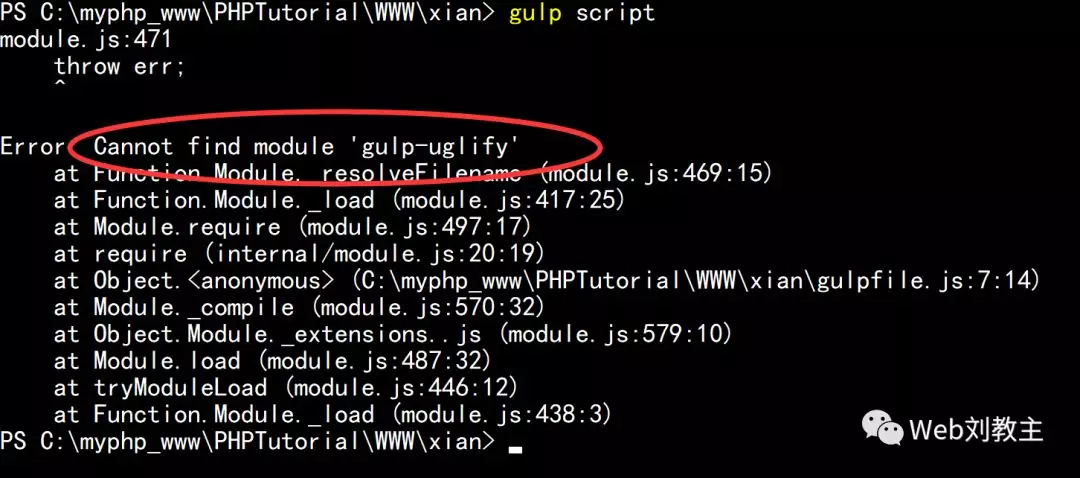 PS C:\myphp_www\PHPTutorial\WWW\xian> gulp script
module.js:471
    throw err;
    ^
Error: Cannot find module 'gulp-uglify'
    at Function.Module._resolveFilename (module.js:469:15)
    at Function.Module._load (module.js:417:25)
    at Module.require (module.js:497:17)
    at require (internal/module.js:20:19)
    at Object.<anonymous> (C:\myphp_www\PHPTutorial\WWW\xian\gulpfile.js:7:14)
    at Module._compile (module.js:570:32)
    at Object.Module._extensions..js (module.js:579:10)
    at Module.load (module.js:487:32)
    at tryModuleLoad (module.js:446:12)
    at Function.Module._load (module.js:438:3)
PS C:\myphp_www\PHPTutorial\WWW\xian> _
Web刘教主